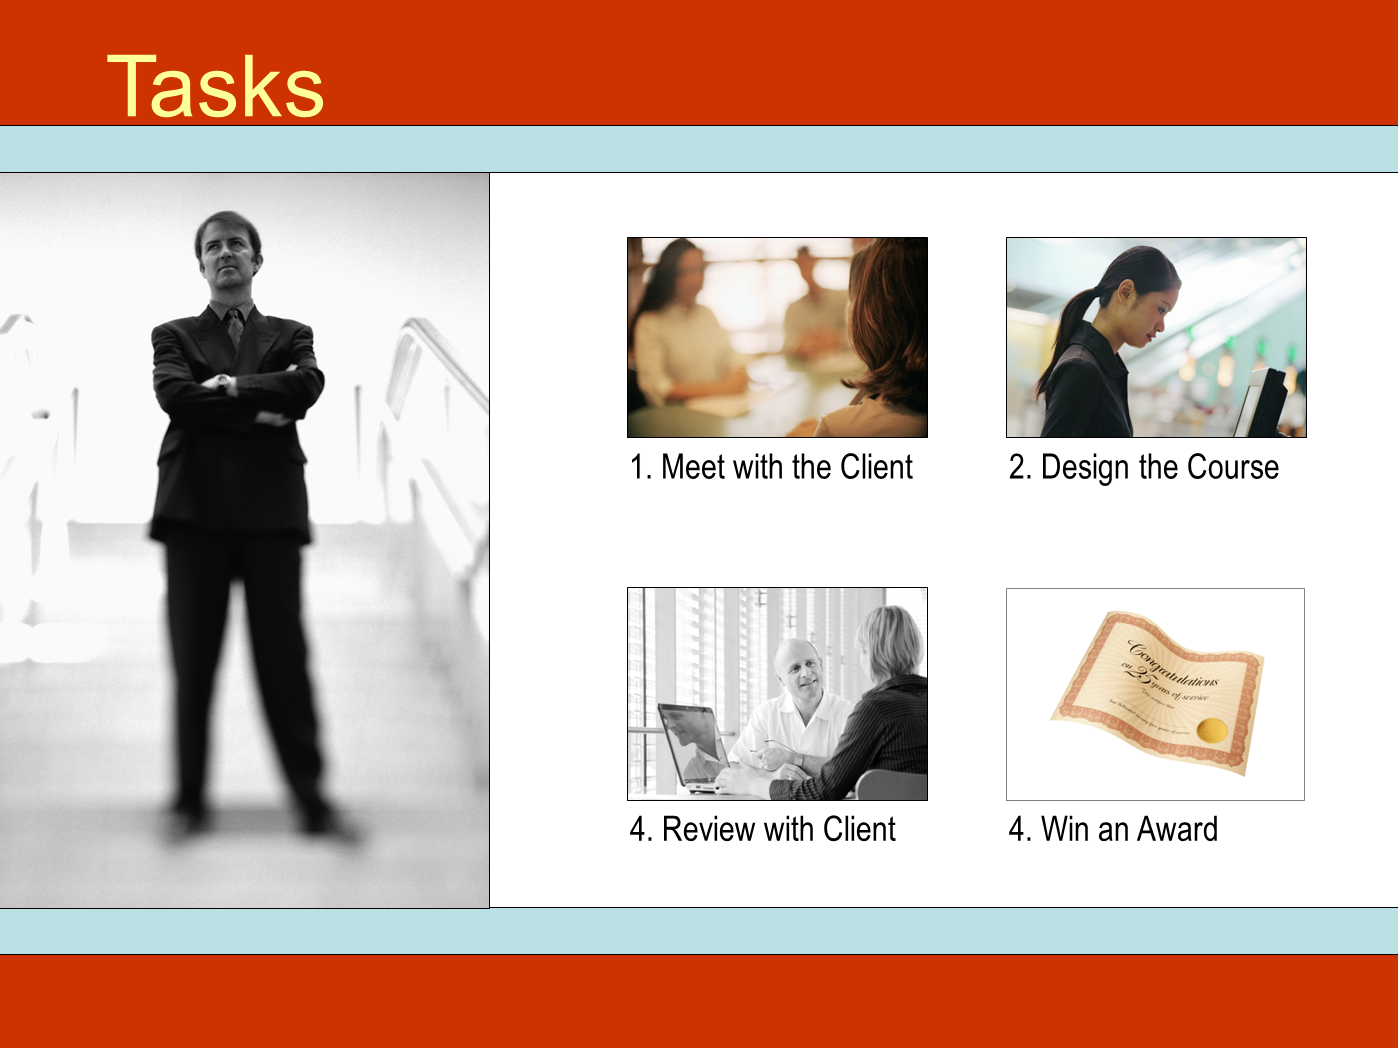 Tasks
1. Meet with the Client
2. Design the Course
4. Review with Client
4. Win an Award
Congratulations
on 25 years of service